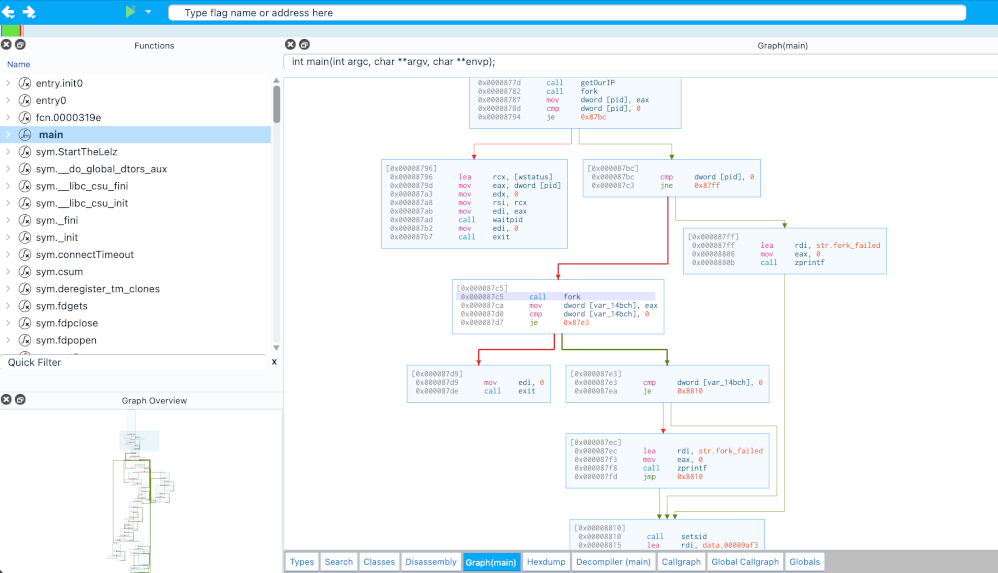 Type flag name or address here
Functions
Name
entry.init0
entry0
fcn.0000319e
main
sym.StartTheLelz
sym.__do_global_dtors_aux
sym.__libc_csu_fini
sym.__libc_csu_init
sym._fini
sym._init
sym.connectTimeout
sym.csum
sym.deregister_tm_clones
sym.fdgets
sym.fdpclose
sym.fdpopen
Quick Filter
X
Graph Overview
Graph(main)
int main(int argc, char **argv, char **envp);
0x0000877d call getOurIP
0x00008782 call fork
0x00008787 mov dword [pid], eax
0x0000878d cmp dword [pid], 0
0x00008794 je 0x87bc
[0x00008796]
0x00008796 lea rcx, [wstatus]
0x0000879d mov eax, dword [pid]
0x000087a3 mov edx, 0
0x000087a8 mov rsi, rcx
0x000087ab mov edi, eax
0x000087ad call waitpid
0x000087b2 mov edi, 0
0x000087b7 call exit
[0x000087bc]
0x000087bc cmp dword [pid], 0
0x000087c3 jne 0x87ff
[0x000087ff]
0x000087ff lea rdi, str.fork_failed
0x00008806 mov eax, 0
0x0000880b call zprintf
[0x000087c5]
0x000087c5 call fork
0x000087ca mov dword [var_14bch], eax
0x000087d0 cmp dword [var_14bch], 0
0x000087d7 je 0x87e3
[0x000087d9]
0x000087d9 mov edi, 0
0x000087de call exit
[0x000087e3]
0x000087e3 cmp dword [var_14bch], 0
0x000087ea je 0x8810
[0x000087ec]
0x000087ec lea rdi, str.fork_failed
0x000087f3 mov eax, 0
0x000087f8 call zprintf
0x000087fd jmp 0x8810
[0x00008810]
0x00008810 call setsid
0x00008815 lea rdi, data.00009af3
Types Search Classes Disassembly Graph(main) Hexdump Decompiler (main) Callgraph Global Callgraph Globals